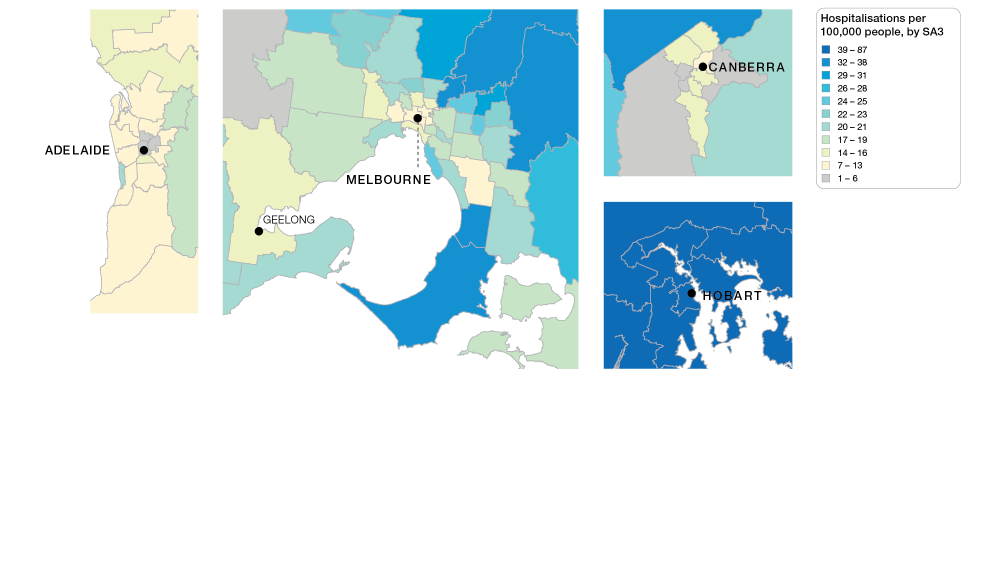 Hospitalisations per
100,000 people, by SA3
39 – 87
32 – 38
29 – 31
26 – 28
24 – 25
22 – 23
20 – 21
17 – 19
14 – 16
7 – 13
1 – 6
CANBERRA
ADELAIDE
MELBOURNE
GEELONG
HOBART